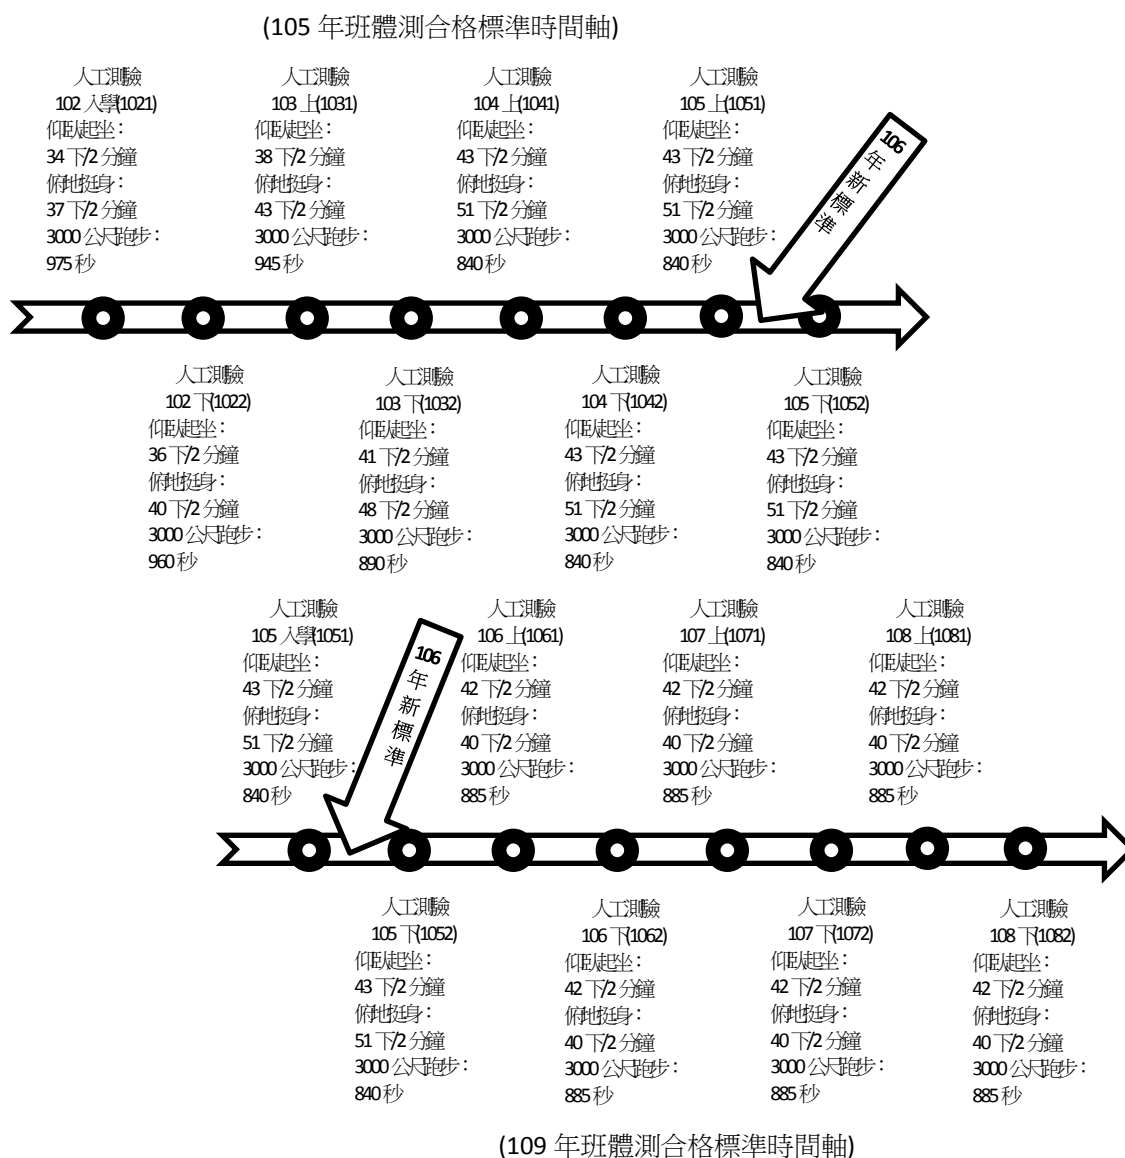 (105 年班體測合格標準時間軸)
人工測驗
102 入學(1021)
仰臥起坐：
34 下/2 分鐘
俯地挺身：
37 下/2 分鐘
3000 公尺跑步：
975 秒
人工測驗
103 上(1031)
仰臥起坐：
38 下/2 分鐘
俯地挺身：
43 下/2 分鐘
3000 公尺跑步：
945 秒
人工測驗
104 上(1041)
仰臥起坐：
43 下/2 分鐘
俯地挺身：
51 下/2 分鐘
3000 公尺跑步：
840 秒
人工測驗
105 上(1051)
仰臥起坐：
43 下/2 分鐘
俯地挺身：
51 下/2 分鐘
3000 公尺跑步：
840 秒
106年新標準
人工測驗
102 下(1022)
仰臥起坐：
36 下/2 分鐘
俯地挺身：
40 下/2 分鐘
3000 公尺跑步：
960 秒
人工測驗
103 下(1032)
仰臥起坐：
41 下/2 分鐘
俯地挺身：
48 下/2 分鐘
3000 公尺跑步：
890 秒
人工測驗
104 下(1042)
仰臥起坐：
43 下/2 分鐘
俯地挺身：
51 下/2 分鐘
3000 公尺跑步：
840 秒
人工測驗
105 下(1052)
仰臥起坐：
43 下/2 分鐘
俯地挺身：
51 下/2 分鐘
3000 公尺跑步：
840 秒
人工測驗
105 入學(1051)
仰臥起坐：
43 下/2 分鐘
俯地挺身：
51 下/2 分鐘
3000 公尺跑步：
840 秒
106年新標準
人工測驗
106 上(1061)
仰臥起坐：
42 下/2 分鐘
俯地挺身：
40 下/2 分鐘
3000 公尺跑步：
885 秒
人工測驗
107 上(1071)
仰臥起坐：
42 下/2 分鐘
俯地挺身：
40 下/2 分鐘
3000 公尺跑步：
885 秒
人工測驗
108 上(1081)
仰臥起坐：
42 下/2 分鐘
俯地挺身：
40 下/2 分鐘
3000 公尺跑步：
885 秒
人工測驗
105 下(1052)
仰臥起坐：
43 下/2 分鐘
俯地挺身：
51 下/2 分鐘
3000 公尺跑步：
840 秒
人工測驗
106 下(1062)
仰臥起坐：
42 下/2 分鐘
俯地挺身：
40 下/2 分鐘
3000 公尺跑步：
885 秒
人工測驗
107 下(1072)
仰臥起坐：
42 下/2 分鐘
俯地挺身：
40 下/2 分鐘
3000 公尺跑步：
885 秒
人工測驗
108 下(1082)
仰臥起坐：
42 下/2 分鐘
俯地挺身：
40 下/2 分鐘
3000 公尺跑步：
885 秒
(109 年班體測合格標準時間軸)